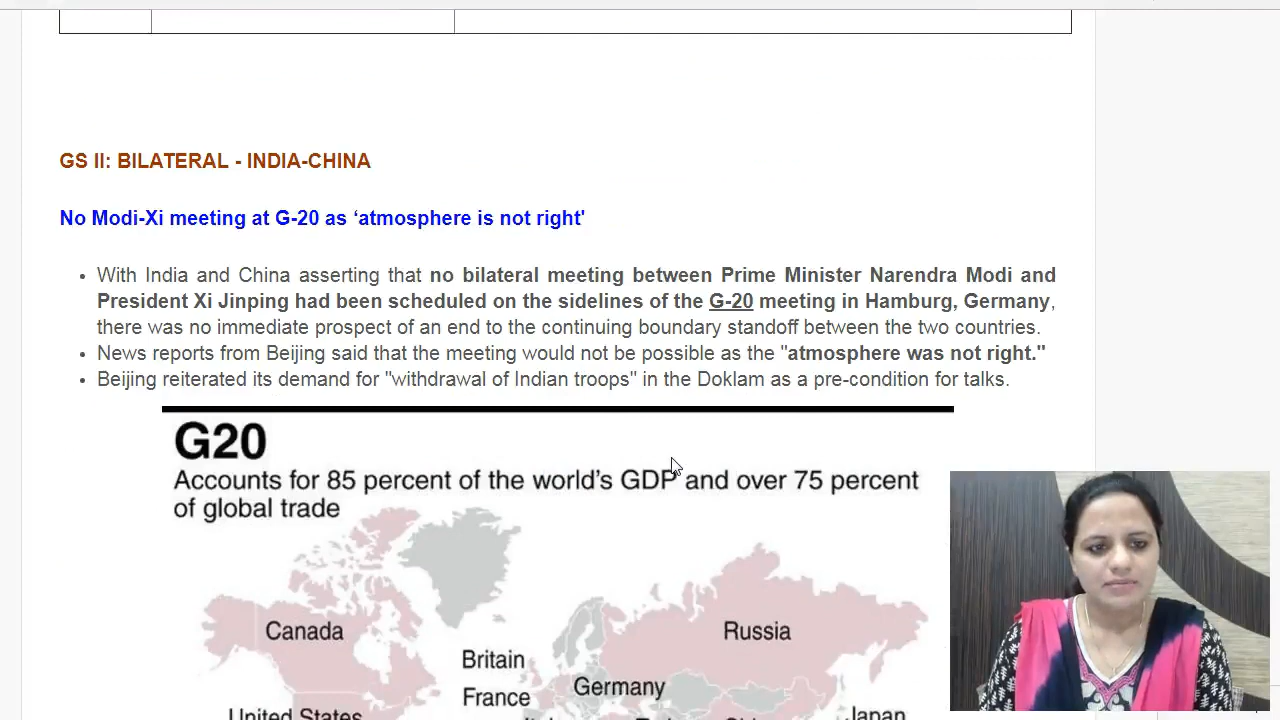 GS II: BILATERAL - INDIA-CHINA
No Modi-Xi meeting at G-20 as ‘atmosphere is not right'
• With India and China asserting that no bilateral meeting between Prime Minister Narendra Modi and
President Xi Jinping had been scheduled on the sidelines of the G-20 meeting in Hamburg, Germany,
there was no immediate prospect of an end to the continuing boundary standoff between the two countries.
• News reports from Beijing said that the meeting would not be possible as the "atmosphere was not right."
• Beijing reiterated its demand for "withdrawal of Indian troops" in the Doklam as a pre-condition for talks.
G20
Accounts for 85 percent of the world's GDP and over 75 percent
of global trade
Canada
Russia
Britain
Germany
France
United States
Japan